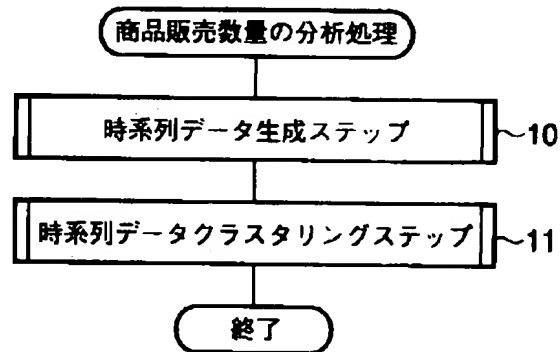 商品販売数量の分析処理
時系列データ生成ステップ ~10
時系列データクラスタリングステップ ~11
終了